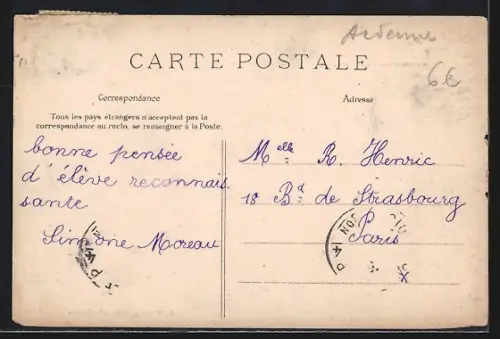 Ardenne
CARTE POSTALE
6€
Correspondance
Adresse
Tous les pays étrangers n'acceptent pas la
correspondance au recto, se renseigner à la Poste.
bonne pensée
d'élève reconnais
sante
Simone Moreau
Melle R. Henric
18 Bd de Strasbourg
Paris
X